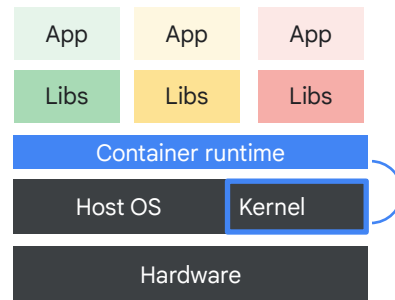 App App App
Libs Libs Libs
Container runtime
Host OS Kernel
Hardware